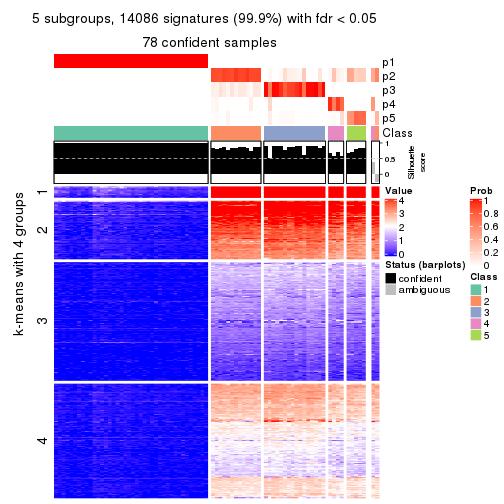 5 subgroups, 14086 signatures (99.9%) with fdr < 0.05
78 confident samples
p1
p2
p3
p4
p5
Class
1
0.5
0
Silhouette
score
k-means with 4 groups
1
2
3
4
Value
4
3
2
1
0
Status (barplots)
confident
ambiguous
Prob
1
0.8
0.6
0.4
0.2
0
Class
1
2
3
4
5